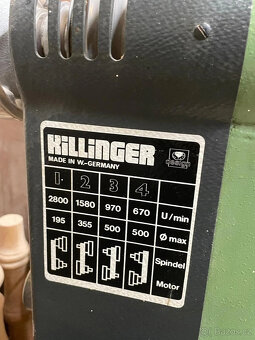 KiLLiNGER
MADE IN W.-GERMANY
1 2 3 4
2800 1580 970 670 U/min
195 355 500 500 Ø max
Spindel
Motor